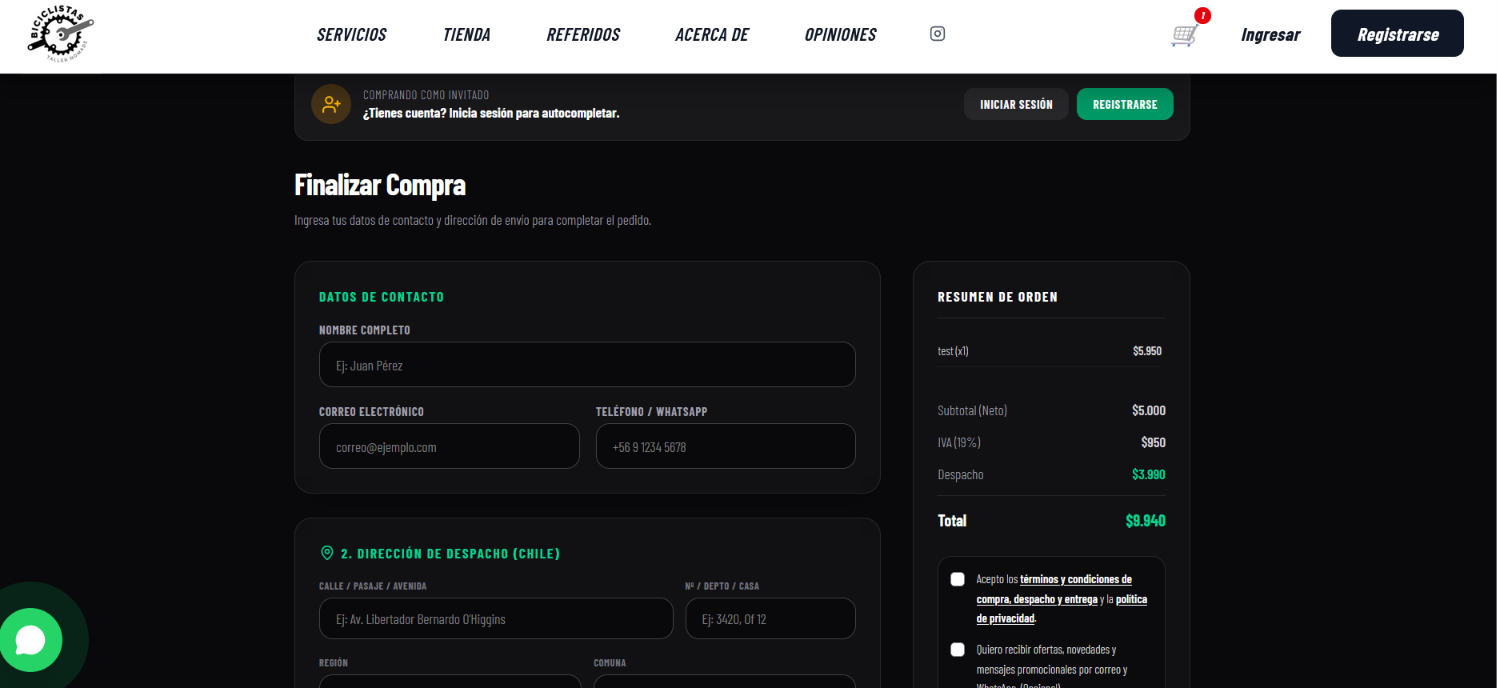 BICICLISTAS
TALLER NOMADE
SERVICIOS
TIENDA
REFERIDOS
ACERCA DE
OPINIONES
1
Ingresar
Registrarse
COMPRANDO COMO INVITADO
¿Tienes cuenta? Inicia sesión para autocompletar.
INICIAR SESIÓN
REGISTRARSE
Finalizar Compra
Ingresa tus datos de contacto y dirección de envío para completar el pedido.
DATOS DE CONTACTO
NOMBRE COMPLETO
Ej: Juan Pérez
CORREO ELECTRÓNICO
TELÉFONO / WHATSAPP
correo@ejemplo.com
+56 9 1234 5678
2. DIRECCIÓN DE DESPACHO (CHILE)
CALLE / PASAJE / AVENIDA
Nº / DEPTO / CASA
Ej: Av. Libertador Bernardo O'Higgins
Ej: 3420, Of 12
REGIÓN
COMUNA
RESUMEN DE ORDEN
test (x1) $5.950
Subtotal (Neto) $5.000
IVA (19%) $950
Despacho $3.990
Total $9.940
Acepto los términos y condiciones de
compra, despacho y entrega y la política
de privacidad.
Quiero recibir ofertas, novedades y
mensajes promocionales por correo y
WhatsApp. (Opcional)